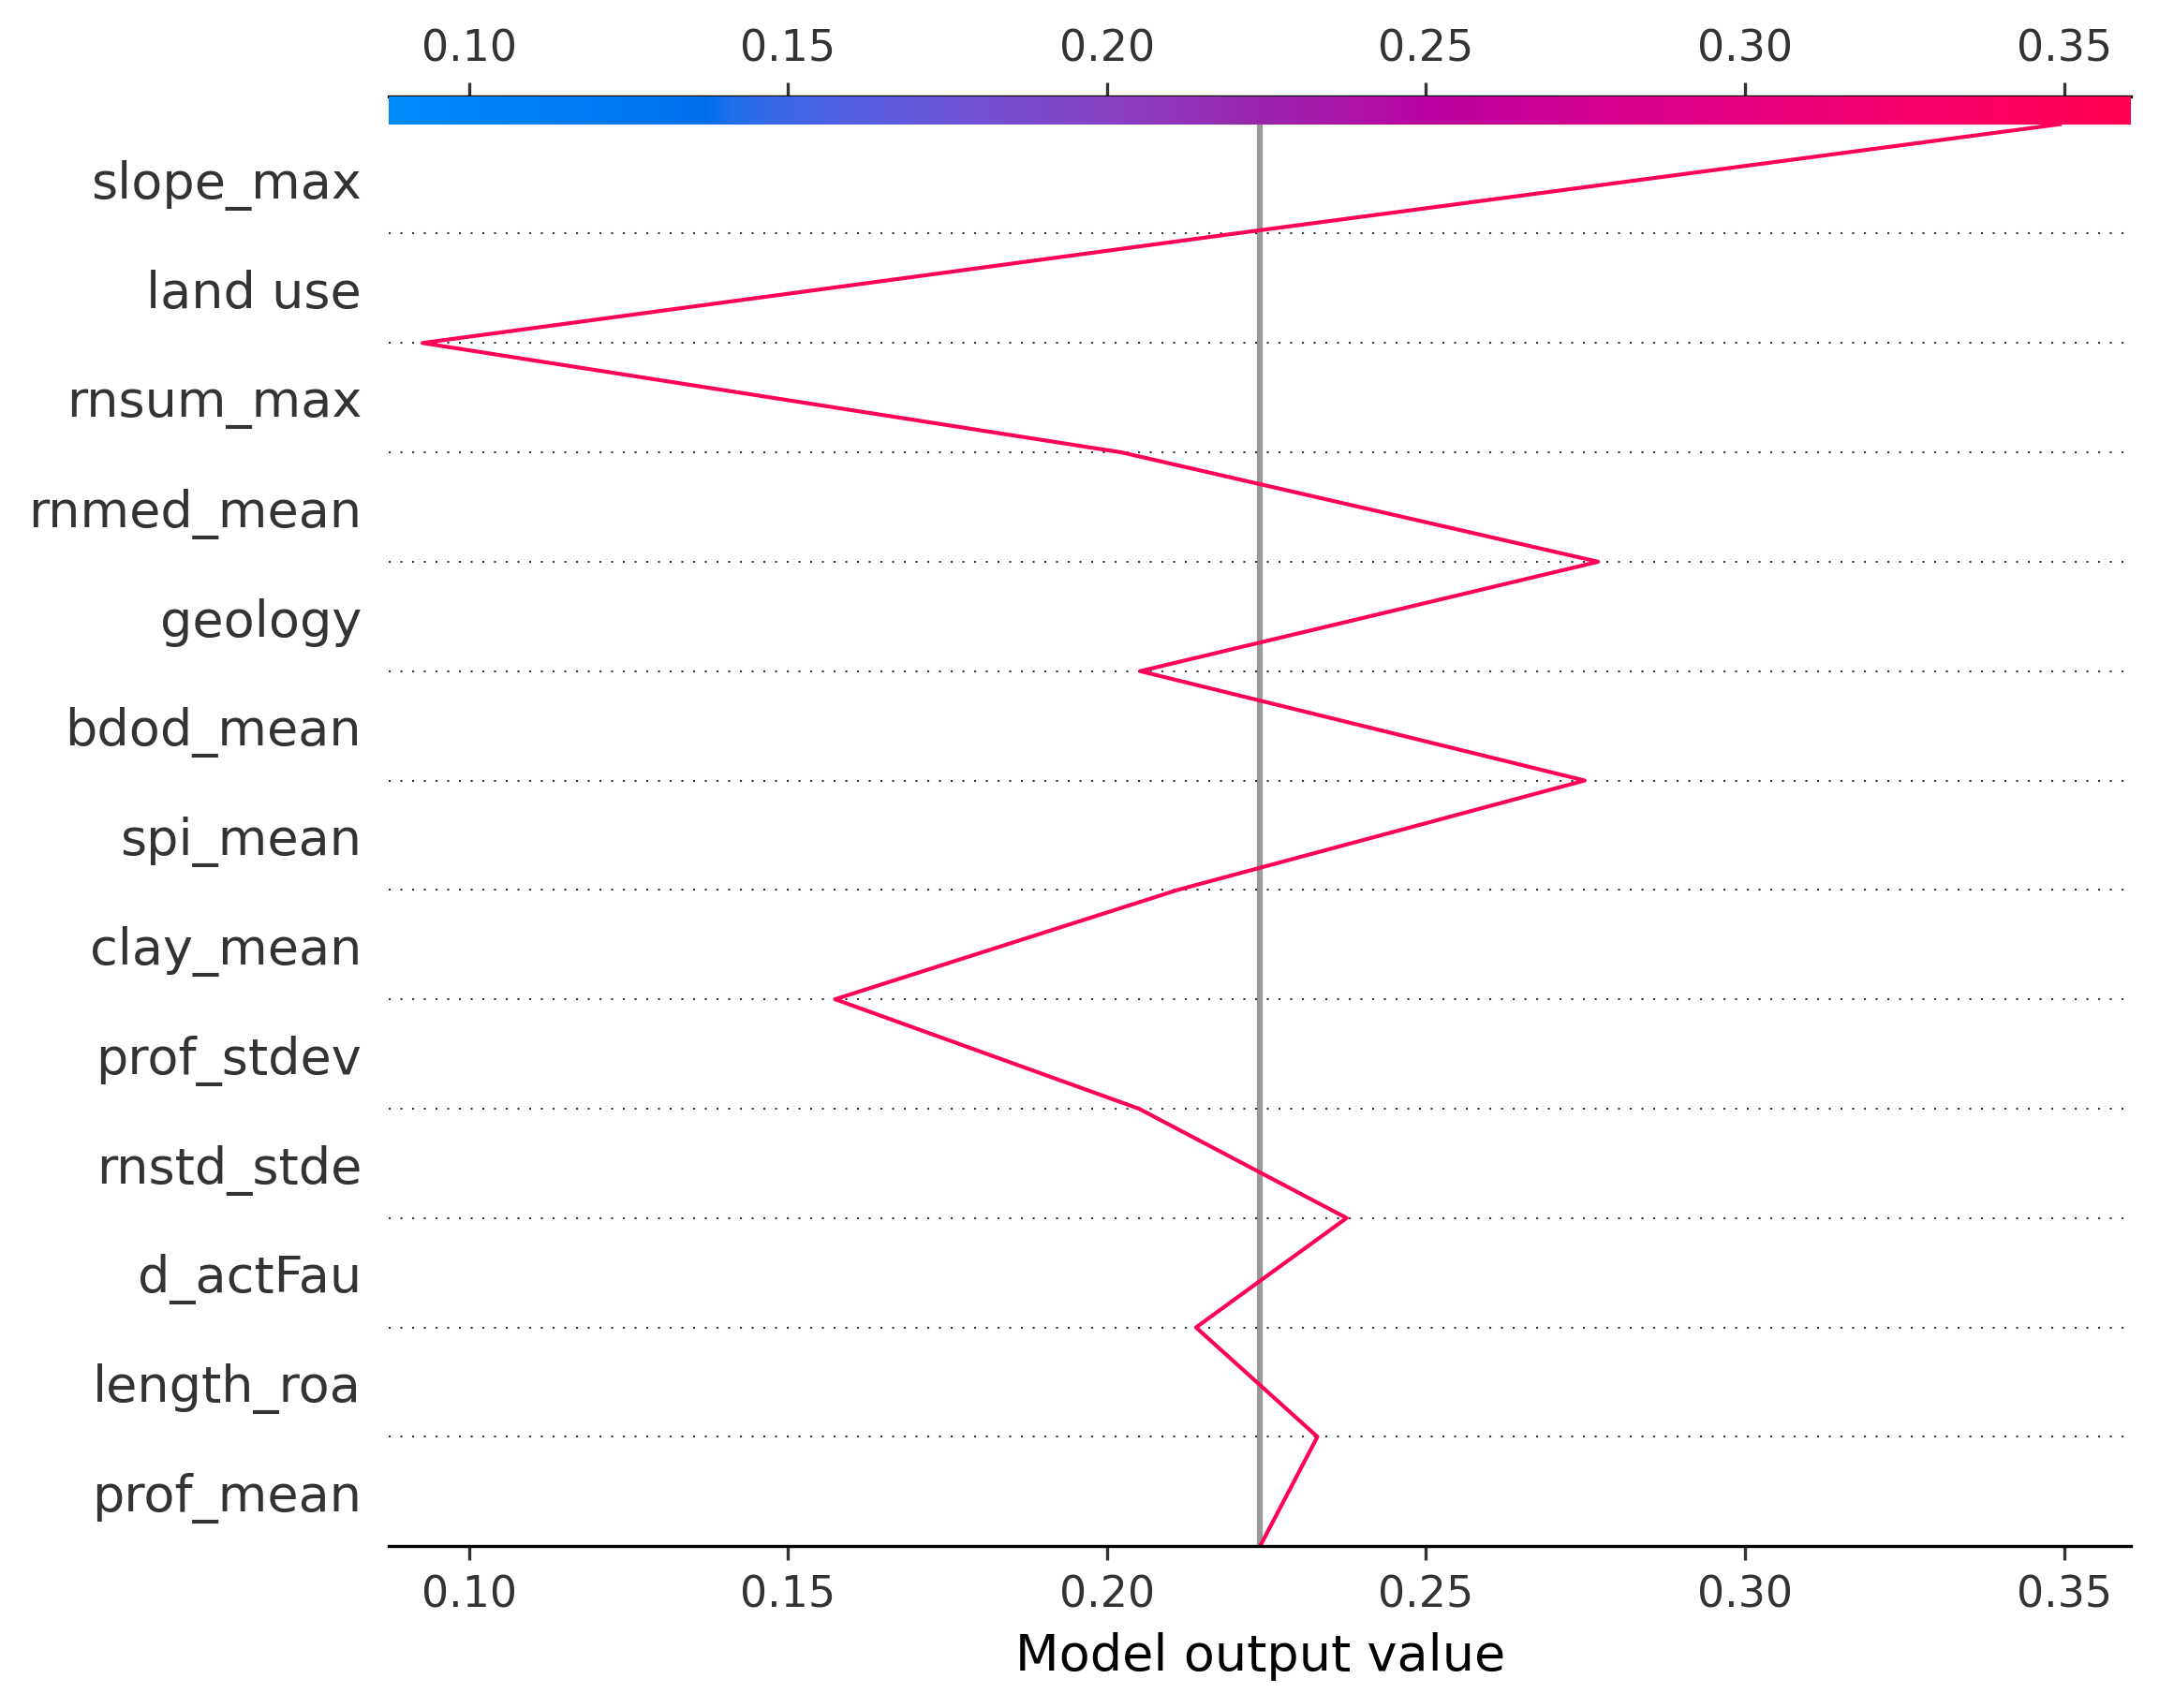 0.10 0.15 0.20 0.25 0.30 0.35
slope_max
land use
rnsum_max
rnmed_mean
geology
bdod_mean
spi_mean
clay_mean
prof_stdev
rnstd_stde
d_actFau
length_roa
prof_mean
0.10 0.15 0.20 0.25 0.30 0.35
Model output value